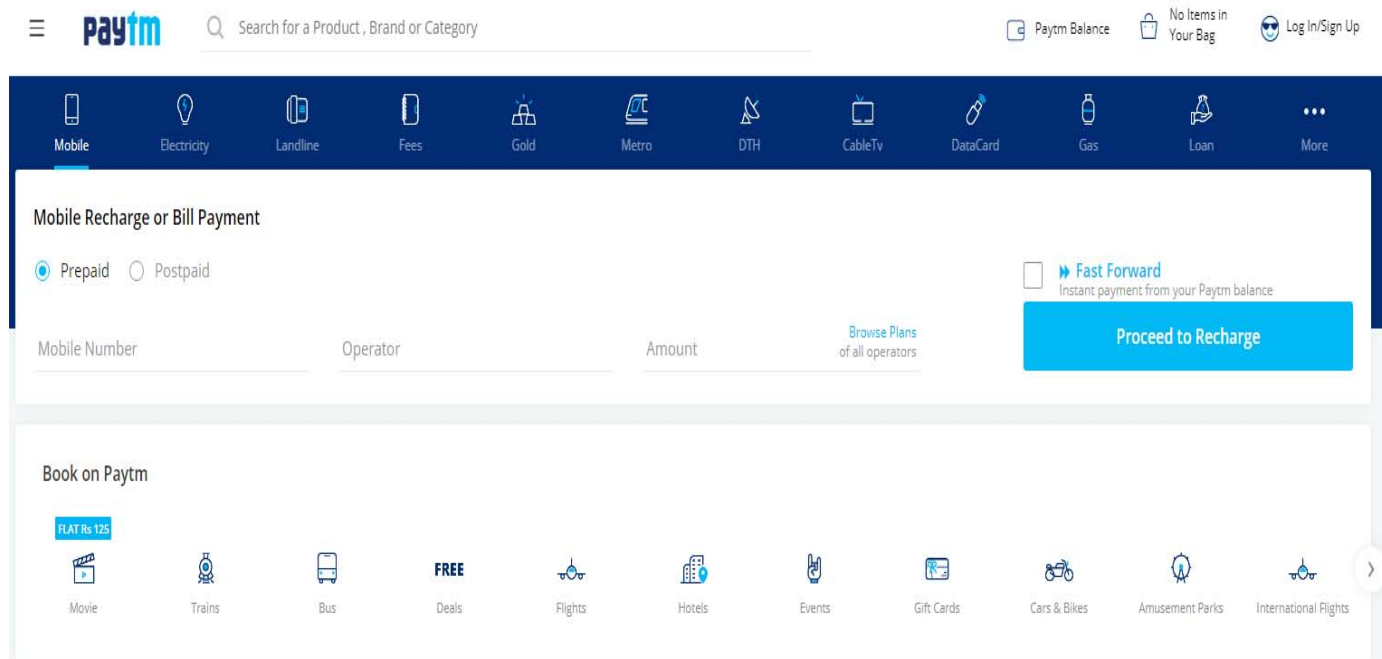 paytm
Search for a Product , Brand or Category
Paytm Balance
No Items in
Your Bag
Log In/Sign Up
Mobile
Electricity
Landline
Fees
Gold
Metro
DTH
CableTv
DataCard
Gas
Loan
More
Mobile Recharge or Bill Payment
Prepaid
Postpaid
Fast Forward
Instant payment from your Paytm balance
Mobile Number
Operator
Amount
Browse Plans
of all operators
Proceed to Recharge
Book on Paytm
FLAT Rs 125
FREE
Movie
Trains
Bus
Deals
Flights
Hotels
Events
Gift Cards
Cars & Bikes
Amusement Parks
International Flights